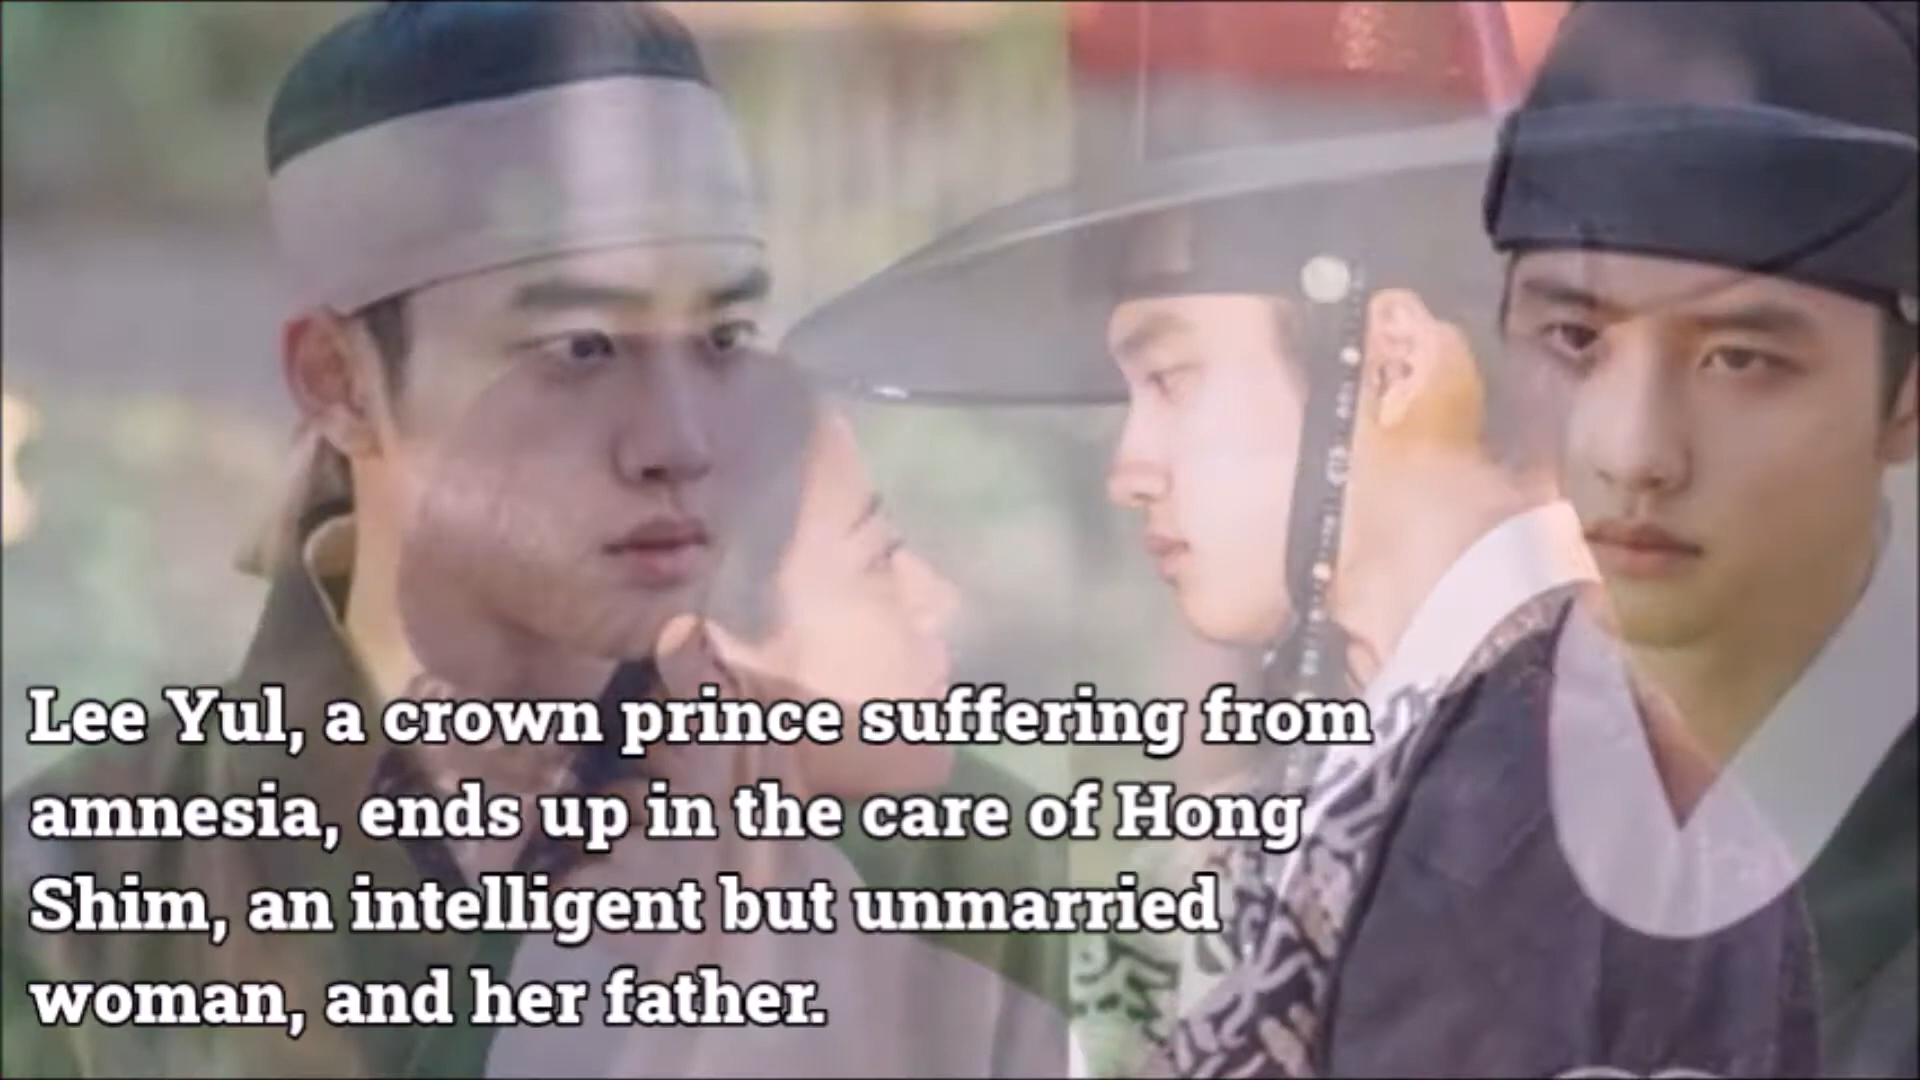 Lee Yul, a crown prince suffering from
amnesia, ends up in the care of Hong
Shim, an intelligent but unmarried
woman, and her father.